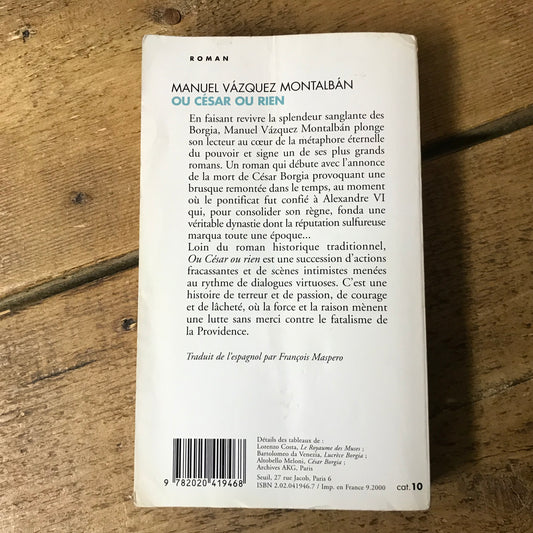 ROMAN
MANUEL VÁZQUEZ MONTALBÁN
OU CÉSAR OU RIEN
En faisant revivre la splendeur sanglante des
Borgia, Manuel Vázquez Montalbán plonge
son lecteur au cœur de la métaphore éternelle
du pouvoir et signe un de ses plus grands
romans. Un roman qui débute avec l'annonce
de la mort de César Borgia provoquant une
brusque remontée dans le temps, au moment
où le pontificat fut confié à Alexandre VI
qui, pour consolider son règne, fonda une
véritable dynastie dont la réputation sulfureuse
marqua toute une époque...
Loin du roman historique traditionnel,
Ou César ou rien est une succession d'actions
fracassantes et de scènes intimistes menées
au rythme de dialogues virtuoses. C'est une
histoire de terreur et de passion, de courage
et de lâcheté, où la force et la raison mènent
une lutte sans merci contre le fatalisme de
la Providence.
Traduit de l'espagnol par François Maspero
Détails des tableaux de :
Lorenzo Costa, Le Royaume des Muses ;
Bartolomeo da Venezia, Lucrèce Borgia ;
Altobello Meloni, César Borgia ;
Archives AKG, Paris
Seuil, 27 rue Jacob, Paris 6
ISBN 2.02.041946.7 / Imp. en France 9.2000
cat. 10
9 782020 419468